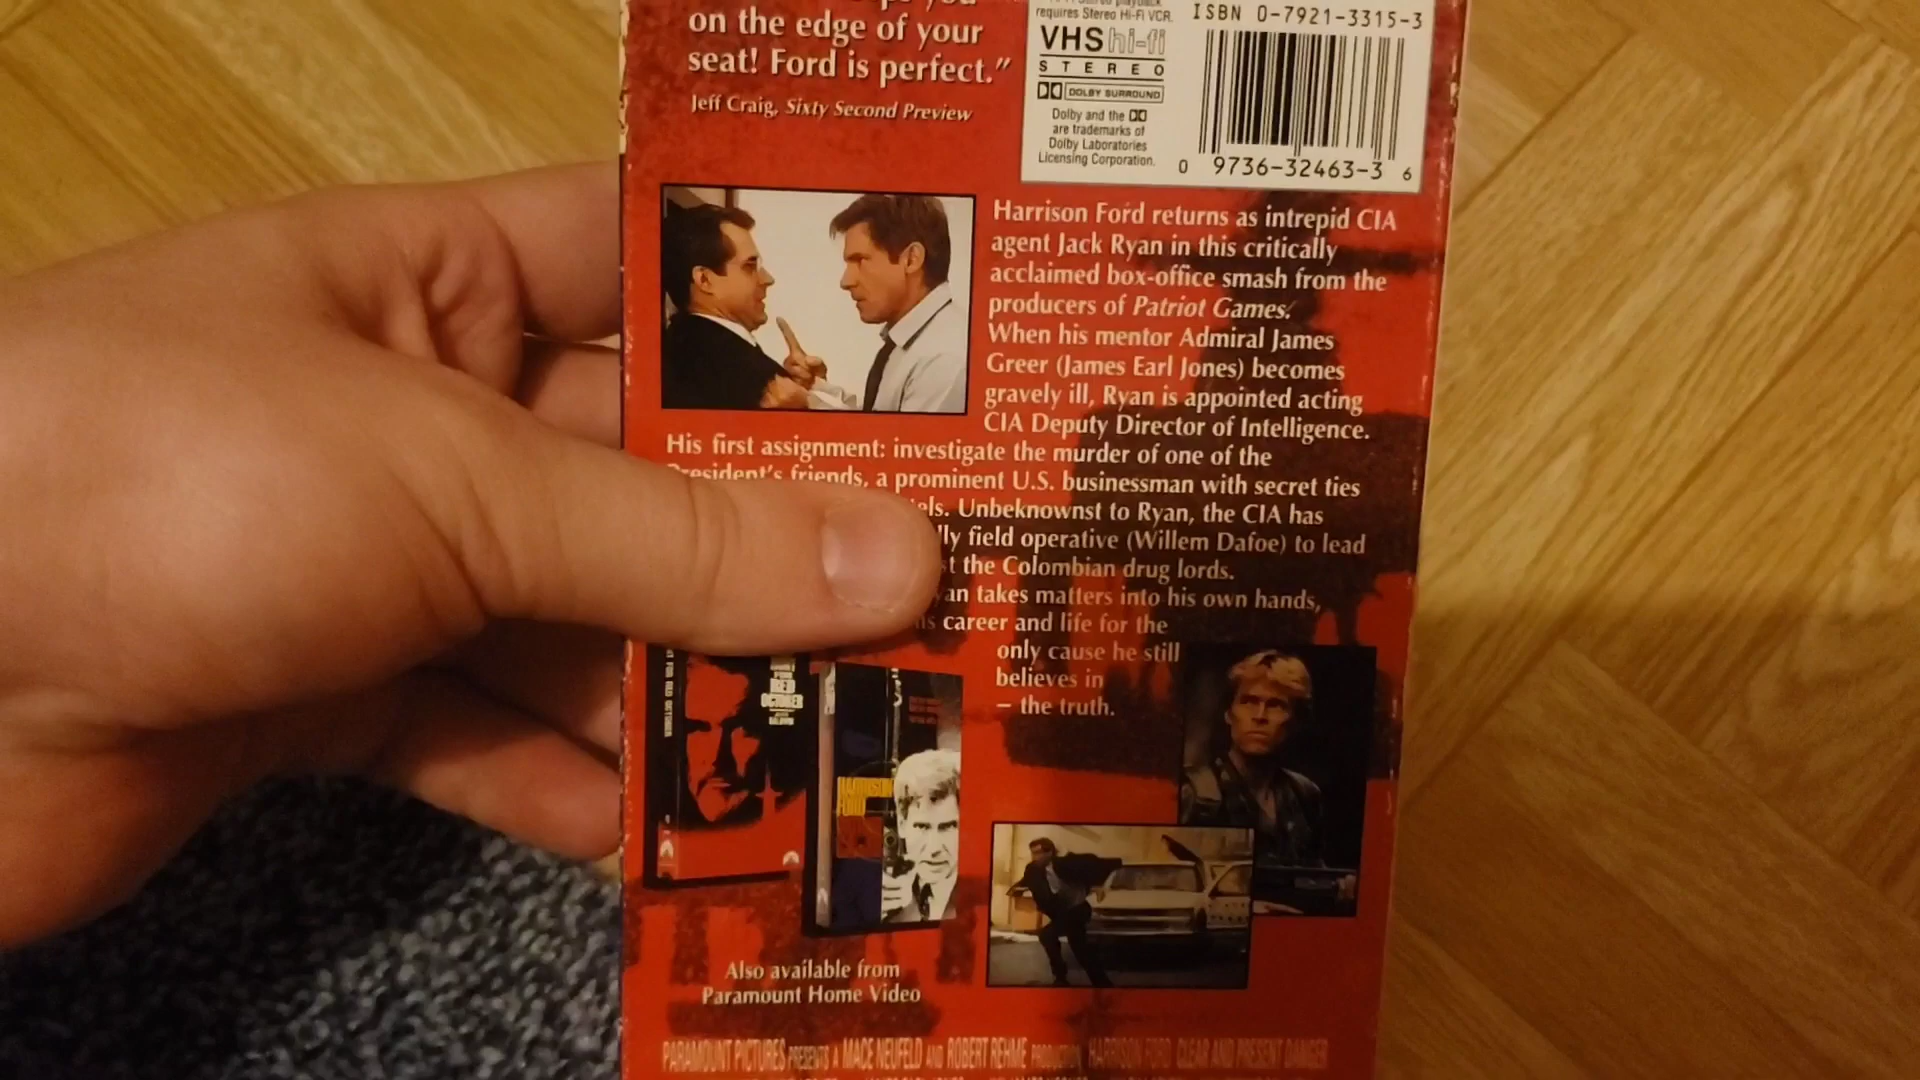 on the edge of your
seat! Ford is perfect."
Jeff Craig, Sixty Second Preview
requires Stereo Hi-Fi VCR.
VHS hi-fi
STEREO
DOLBY SURROUND
Dolby and the
are trademarks of
Dolby Laboratories
Licensing Corporation.
ISBN 0-7921-3315-3
0 9736-32463-3 6
Harrison Ford returns as intrepid CIA
agent Jack Ryan in this critically
acclaimed box-office smash from the
producers of Patriot Games.
When his mentor Admiral James
Greer (James Earl Jones) becomes
gravely ill, Ryan is appointed acting
CIA Deputy Director of Intelligence.
His first assignment: investigate the murder of one of the
President's friends, a prominent U.S. businessman with secret ties
Unbeknownst to Ryan, the CIA has
field operative (Willem Dafoe) to lead
the Colombian drug lords.
takes matters into his own hands,
career and life for the
only cause he still
believes in
– the truth.
RED
OCTOBER
HARRISON
FORD
Also available from
Paramount Home Video
PARAMOUNT PICTURES PRESENTS A MACE NEUFELD AND ROBERT REHME PRODUCTION HARRISON FORD CLEAR AND PRESENT DANGER